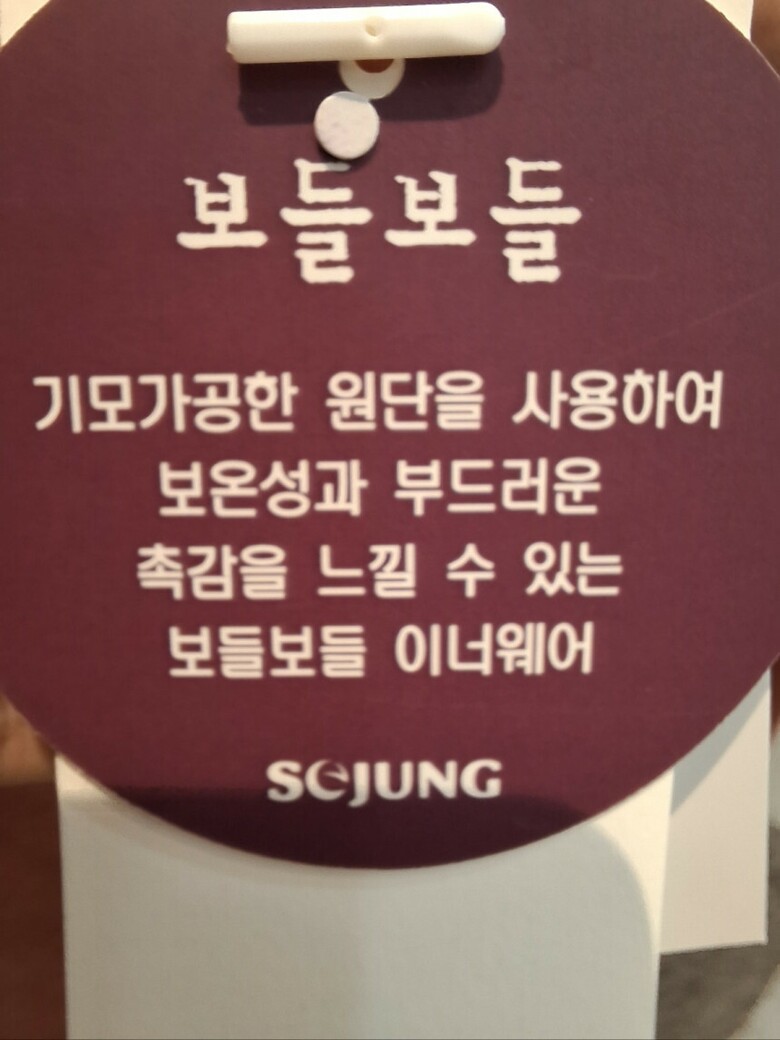 보들보들
기모가공한 원단을 사용하여
보온성과 부드러운
촉감을 느낄 수 있는
보들보들 이너웨어
SEJUNG